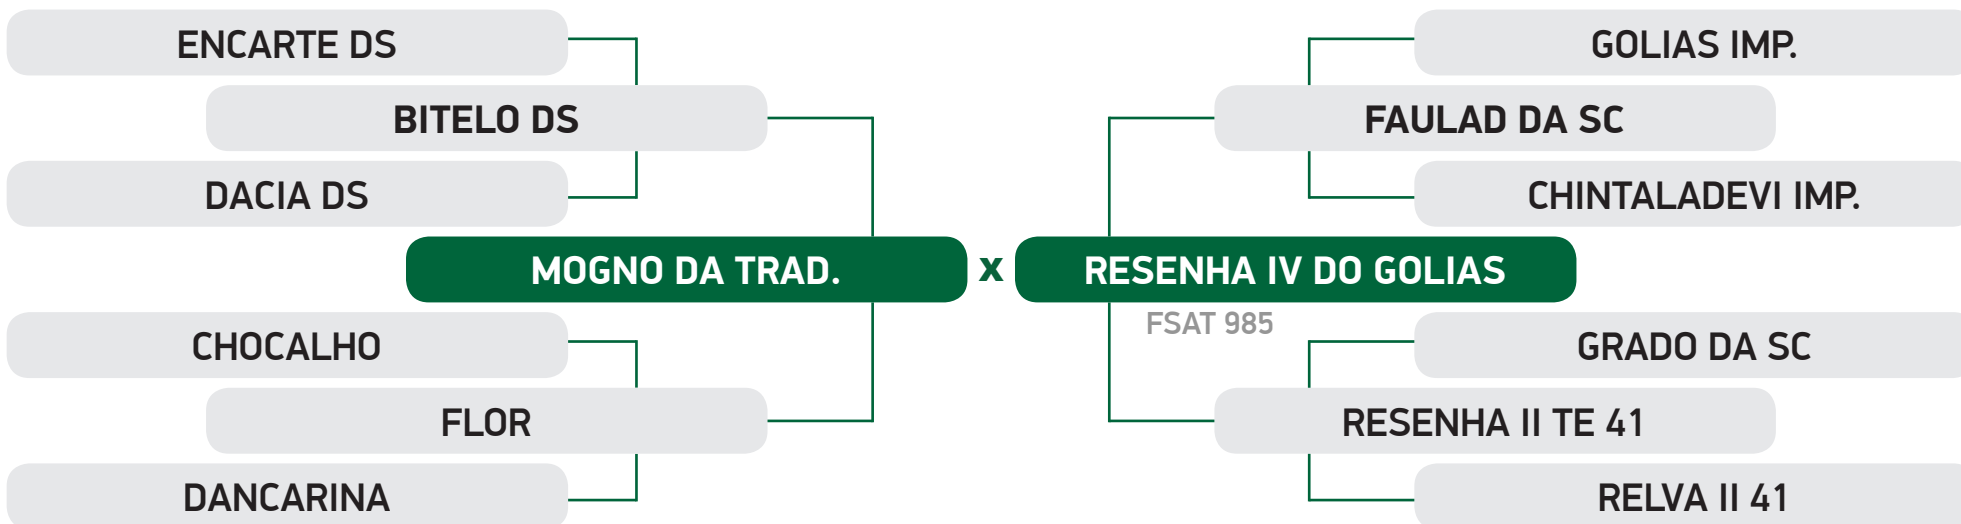 ENCARTE DS
GOLIAS IMP.
BITELO DS
FAULAD DA SC
DACIA DS
CHINTALADEVI IMP.
MOGNO DA TRAD.
x
RESENHA IV DO GOLIAS
FSAT 985
CHOCALHO
GRADO DA SC
FLOR
RESENHA II TE 41
DANCARINA
RELVA II 41